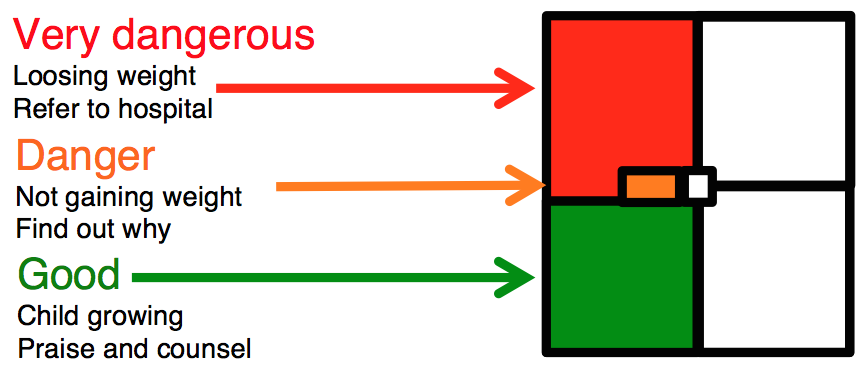 Very dangerous
Loosing weight
Refer to hospital
Danger
Not gaining weight
Find out why
Good
Child growing
Praise and counsel